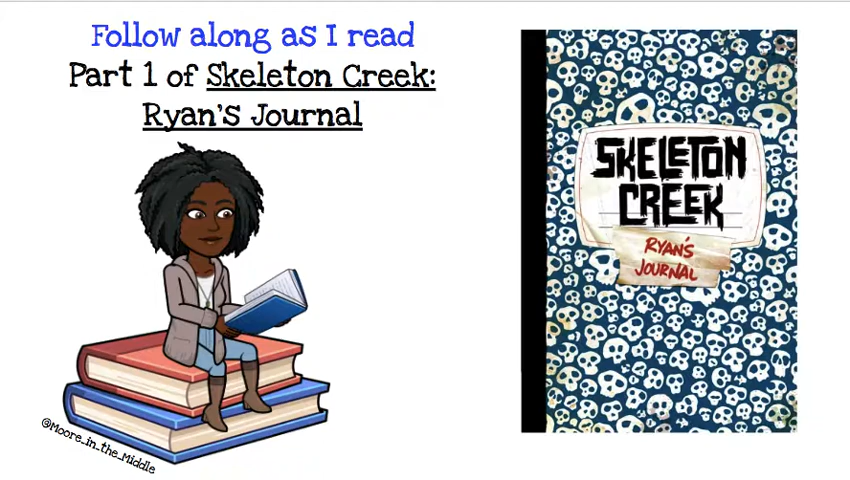 Follow along as I read
Part 1 of Skeleton Creek:
Ryan's Journal
SKELETON
CREEK
RYAN'S
JOURNAL
@Moore_in_the_Middle